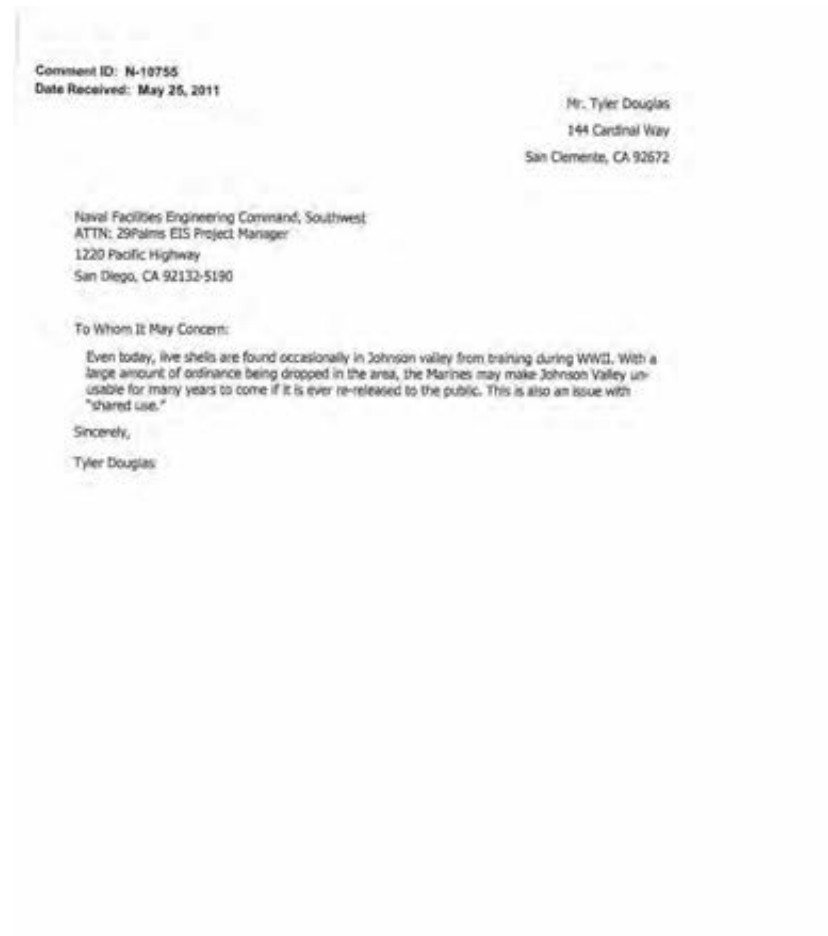 Comment ID: N-10755
Date Received: May 25, 2011
Mr. Tyler Douglas
144 Cardinal Way
San Clemente, CA 92672
Naval Facilities Engineering Command, Southwest
ATTN: 29Palms EIS Project Manager
1220 Pacific Highway
San Diego, CA 92132-5190
To Whom It May Concern:
Even today, live shells are found occasionally in Johnson valley from training during WWII. With a
large amount of ordinance being dropped in the area, the Marines may make Johnson Valley un-
usable for many years to come if it is ever re-released to the public. This is also an issue with
"shared use."
Sincerely,
Tyler Douglas